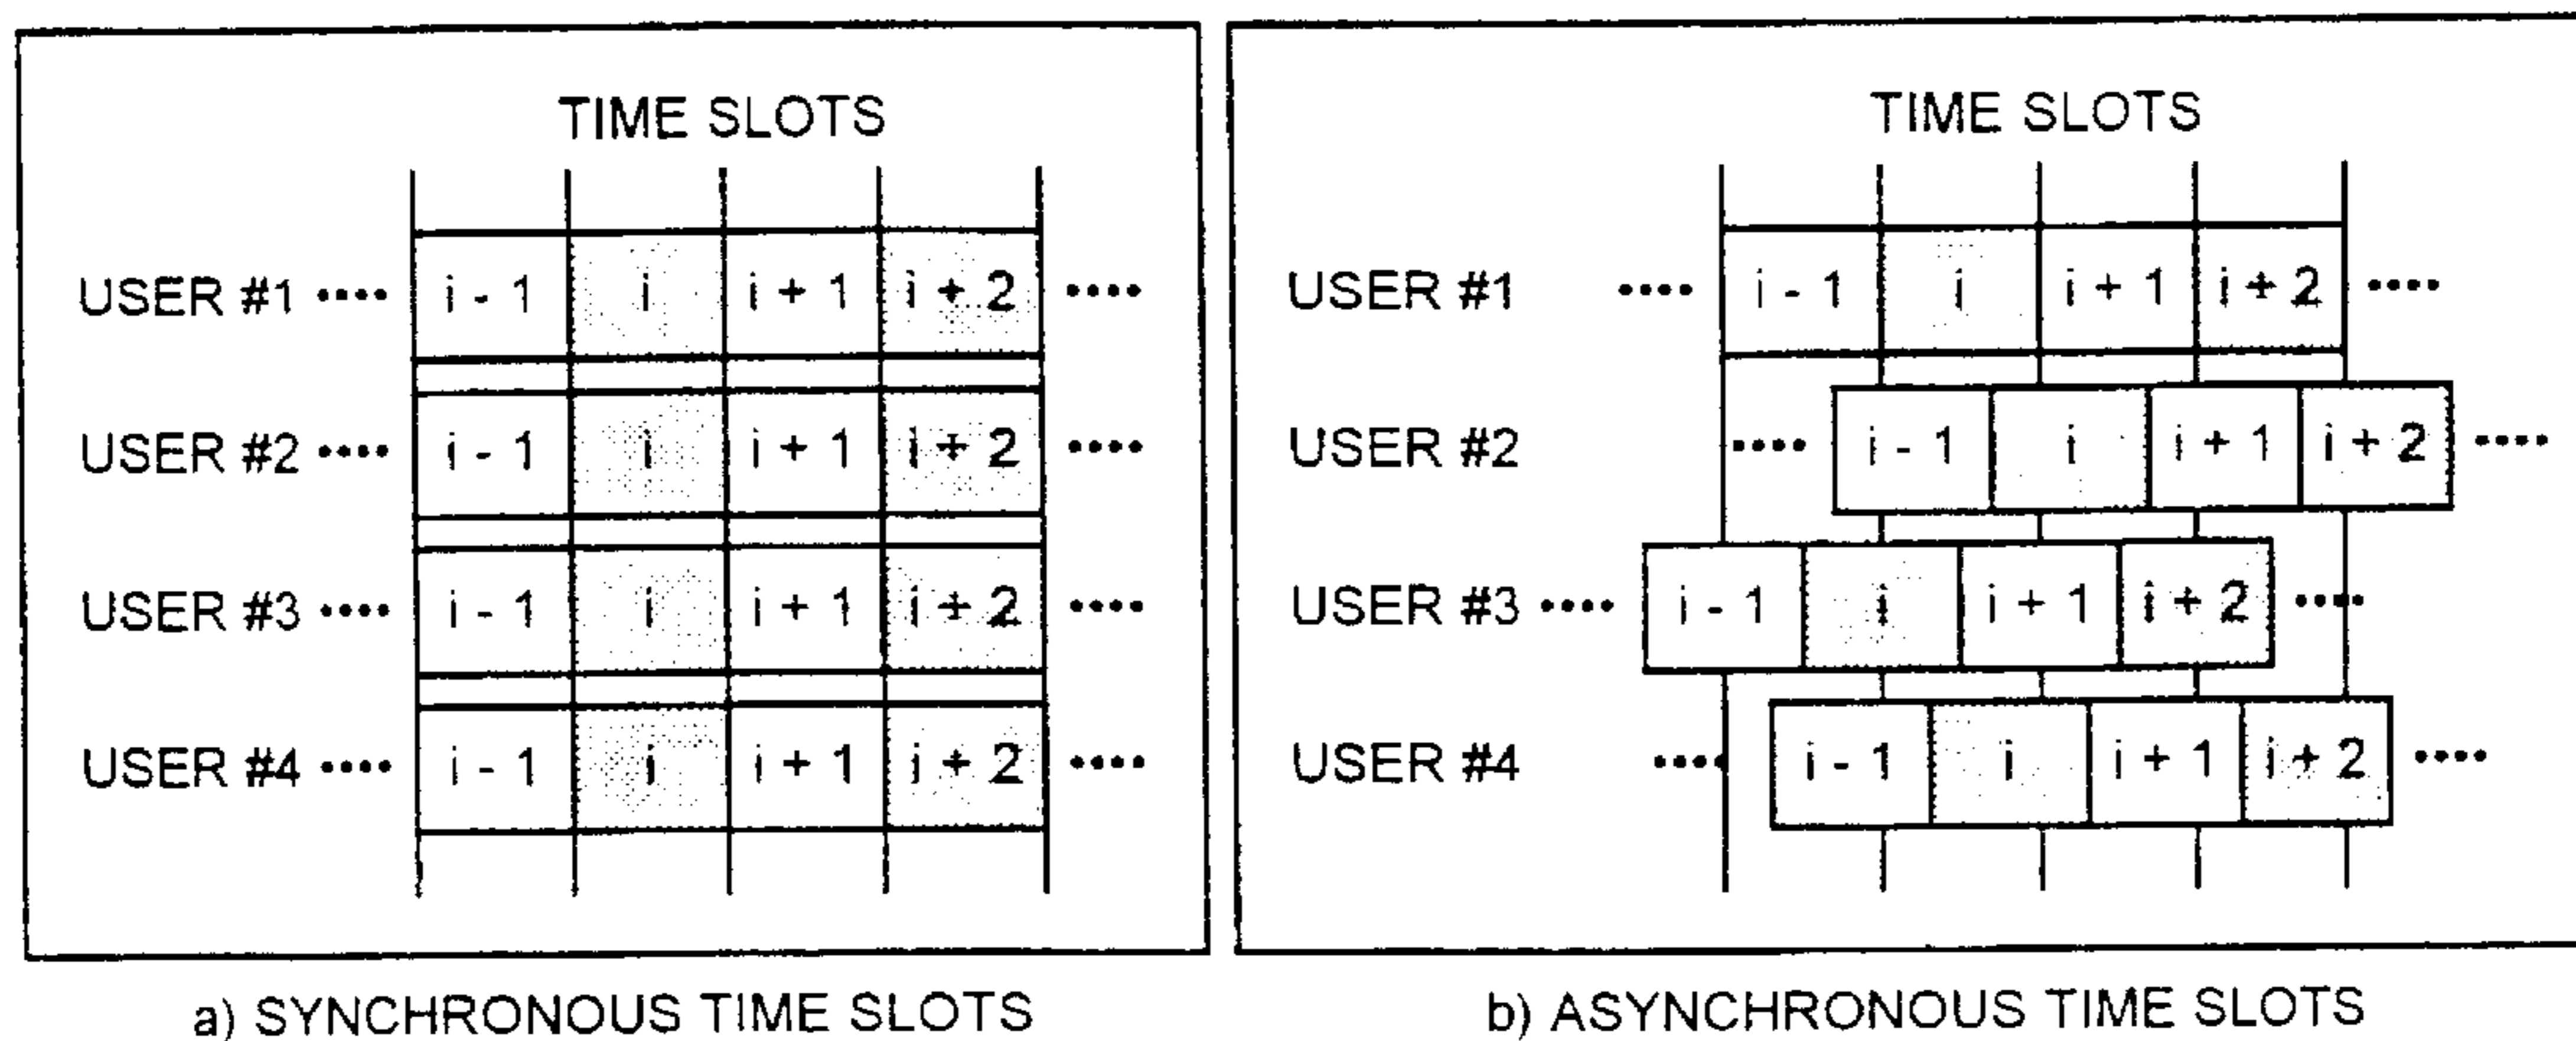 TIME SLOTS
USER #1 •••• i - 1 i i + 1 i + 2 ••••
USER #2 •••• i - 1 i i + 1 i + 2 ••••
USER #3 •••• i - 1 i i + 1 i + 2 ••••
USER #4 •••• i - 1 i i + 1 i + 2 ••••
a) SYNCHRONOUS TIME SLOTS
TIME SLOTS
USER #1 •••• i - 1 i i + 1 i + 2 ••••
USER #2 •••• i - 1 i i + 1 i + 2 ••••
USER #3 •••• i - 1 i i + 1 i + 2 ••••
USER #4 •••• i - 1 i i + 1 i + 2 ••••
b) ASYNCHRONOUS TIME SLOTS